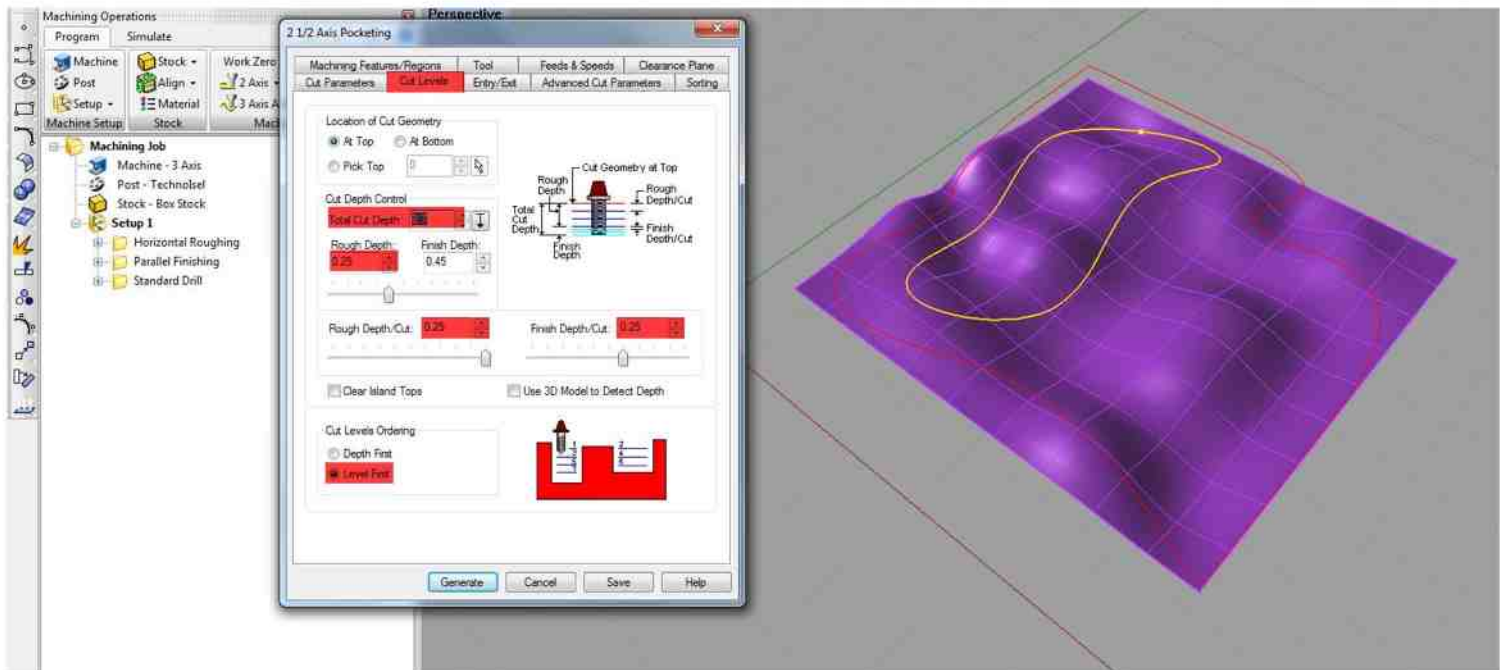 Machining Operations
Perspective
Program Simulate
Machine
Post
Setup
Machine Setup
Stock
Align
Material
Stock
Work Zero
2 Axis
3 Axis A
Machining Job
Machine - 3 Axis
Post - Technolsel
Stock - Box Stock
Setup 1
Horizontal Roughing
Parallel Finishing
Standard Drill
2 1/2 Axis Pocketing
Machining Features/Regions Tool Feeds & Speeds Clearance Plane
Cut Parameters Cut Levels Entry/Exit Advanced Cut Parameters Sorting
Location of Cut Geometry
At Top At Bottom
Pick Top 0
Cut Geometry at Top
Rough Depth
Rough Depth/Cut
Total Cut Depth
Finish Depth/Cut
Finish Depth
Cut Depth Control
Total Cut Depth
Rough Depth: Finish Depth:
0.25 0.45
Rough Depth/Cut: 0.25 Finish Depth/Cut: 0.25
Clear Island Tops Use 3D Model to Detect Depth
Cut Levels Ordering
Depth First
Level First
Generate Cancel Save Help